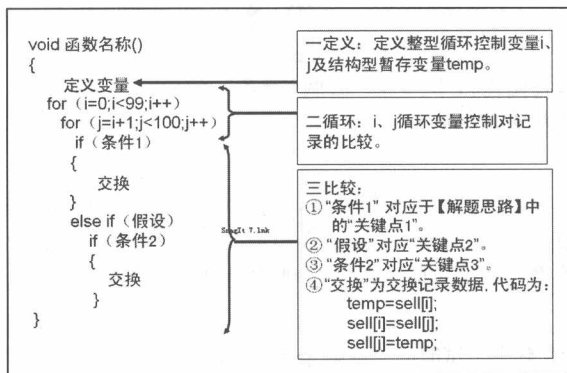 void 函数名称()
{
定义变量
for（i=0;i<99;i++）
for（j=i+1;j<100;j++）
if（条件1）
{
交换
}
else if（假设）
if（条件2）
{
交换
}
}
SnagIt 7.lnk
一定义：定义整型循环控制变量i、
j及结构型暂存变量temp。
二循环：i、j循环变量控制对记
录的比较。
三比较：
①“条件1” 对应于【解题思路】中
的“关键点1”。
②“假设”对应“关键点2”。
③“条件2”对应“关键点3”。
④“交换”为交换记录数据, 代码为：
temp=sell[i];
sell[i]=sell[j];
sell[j]=temp;